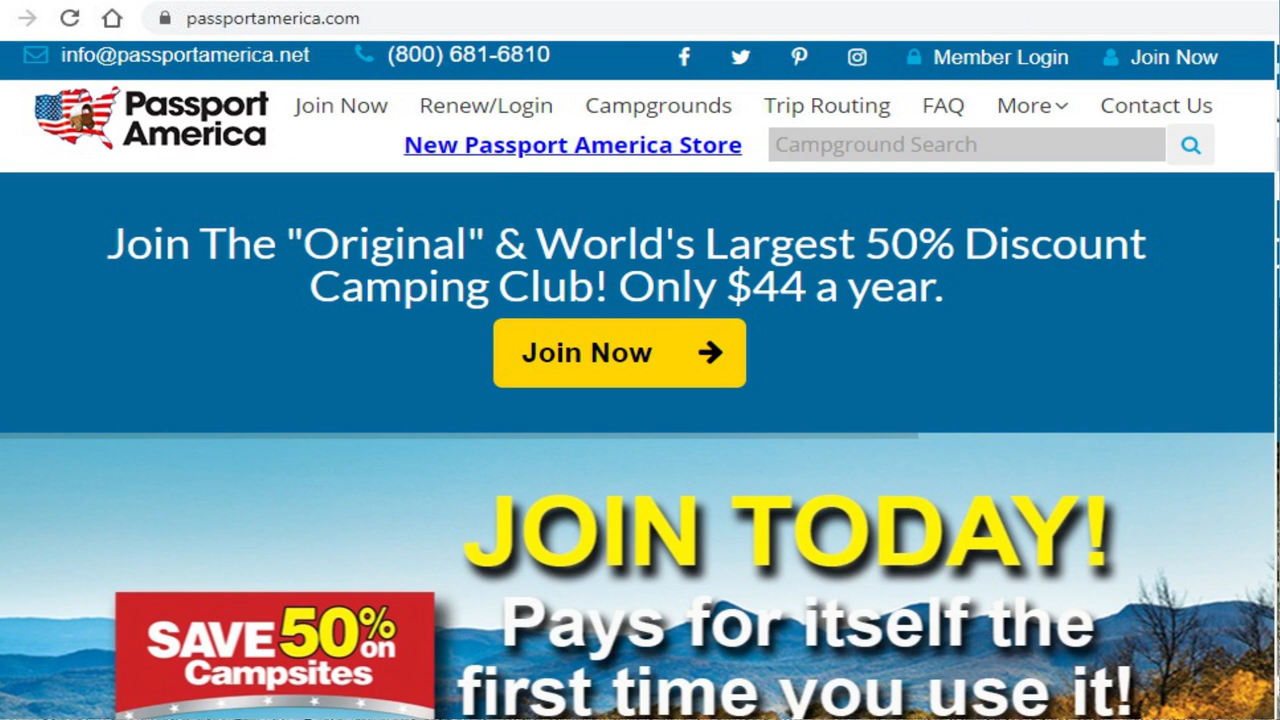 passportamerica.com
info@passportamerica.net (800) 681-6810 Member Login Join Now
Passport America
Join Now Renew/Login Campgrounds Trip Routing FAQ More Contact Us
New Passport America Store Campground Search
Join The "Original" & World's Largest 50% Discount
Camping Club! Only $44 a year.
Join Now
JOIN TODAY!
Pays for itself the
first time you use it!
SAVE 50% on
Campsites